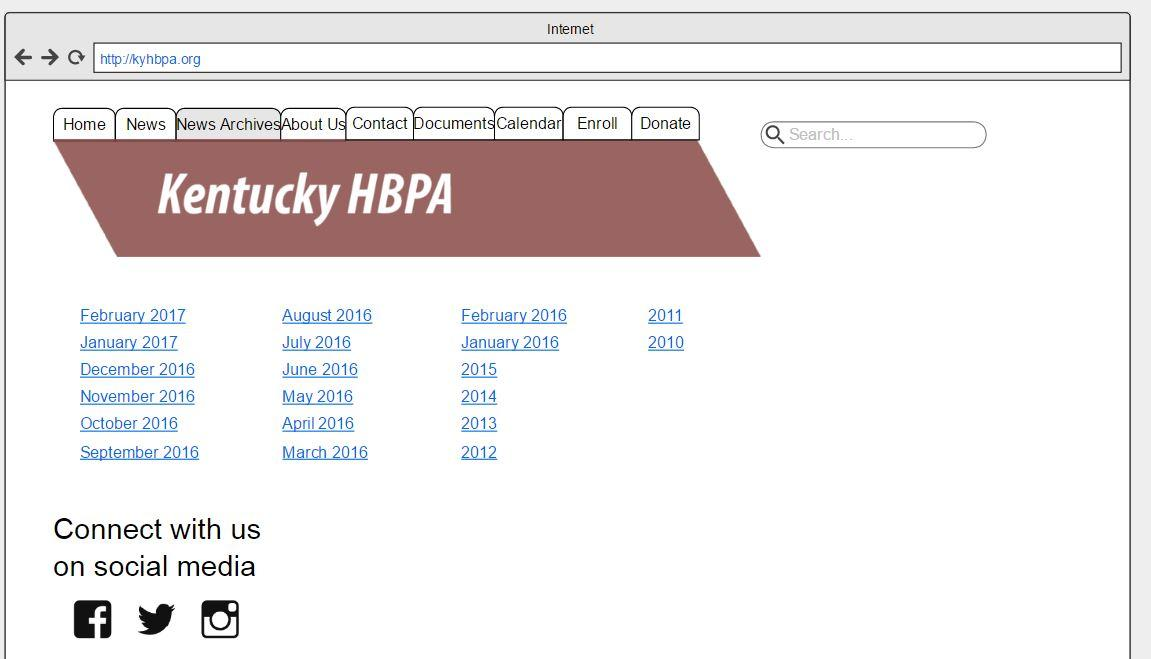 Internet
http://kyhbpa.org
Home News News Archives About Us Contact Documents Calendar Enroll Donate
Search...
Kentucky HBPA
February 2017 August 2016 February 2016 2011
January 2017 July 2016 January 2016 2010
December 2016 June 2016 2015
November 2016 May 2016 2014
October 2016 April 2016 2013
September 2016 March 2016 2012
Connect with us
on social media